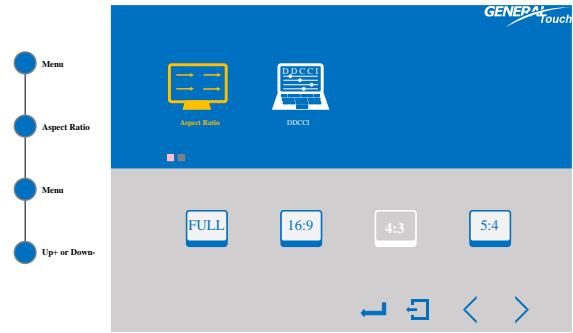 GENERAL
Touch
Menu
Aspect Ratio
Menu
Up+ or Down-
DDCCI
Aspect Ratio
DDCCI
FULL
16:9
4:3
5:4